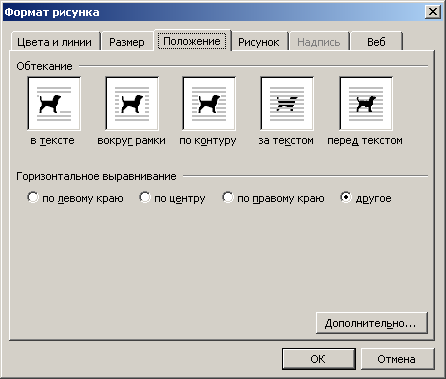 Формат рисунка
Цвета и линии Размер Положение Рисунок Надпись Веб
Обтекание
в тексте вокруг рамки по контуру за текстом перед текстом
Горизонтальное выравнивание
по левому краю по центру по правому краю другое
Дополнительно...
OK Отмена